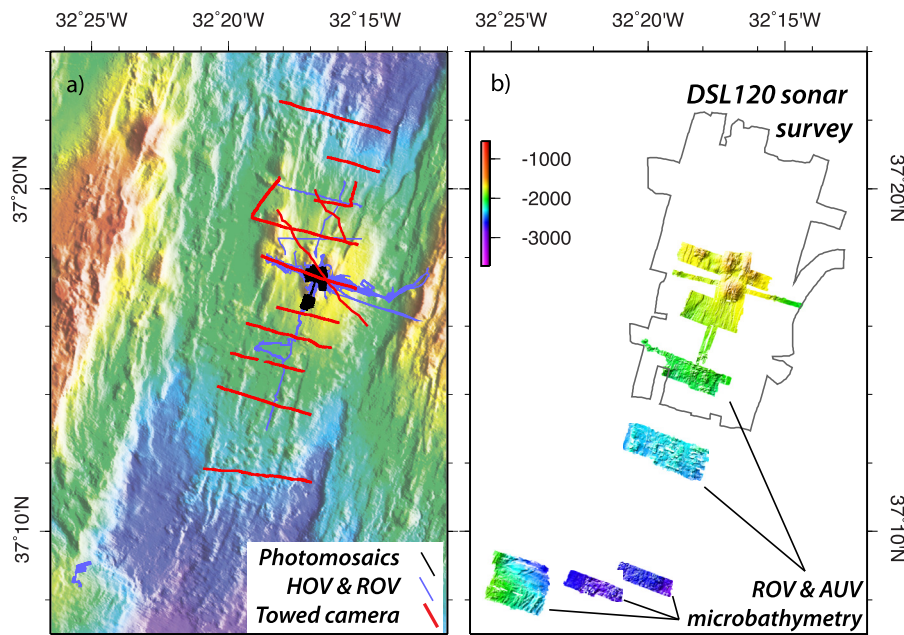 32°25'W 32°20'W 32°15'W 32°25'W 32°20'W 32°15'W
a)
b)
DSL120 sonar
survey
-1000
-2000
-3000
37°20'N
37°20'N
37°10'N
37°10'N
Photomosaics
HOV & ROV
Towed camera
ROV & AUV
microbathymetry